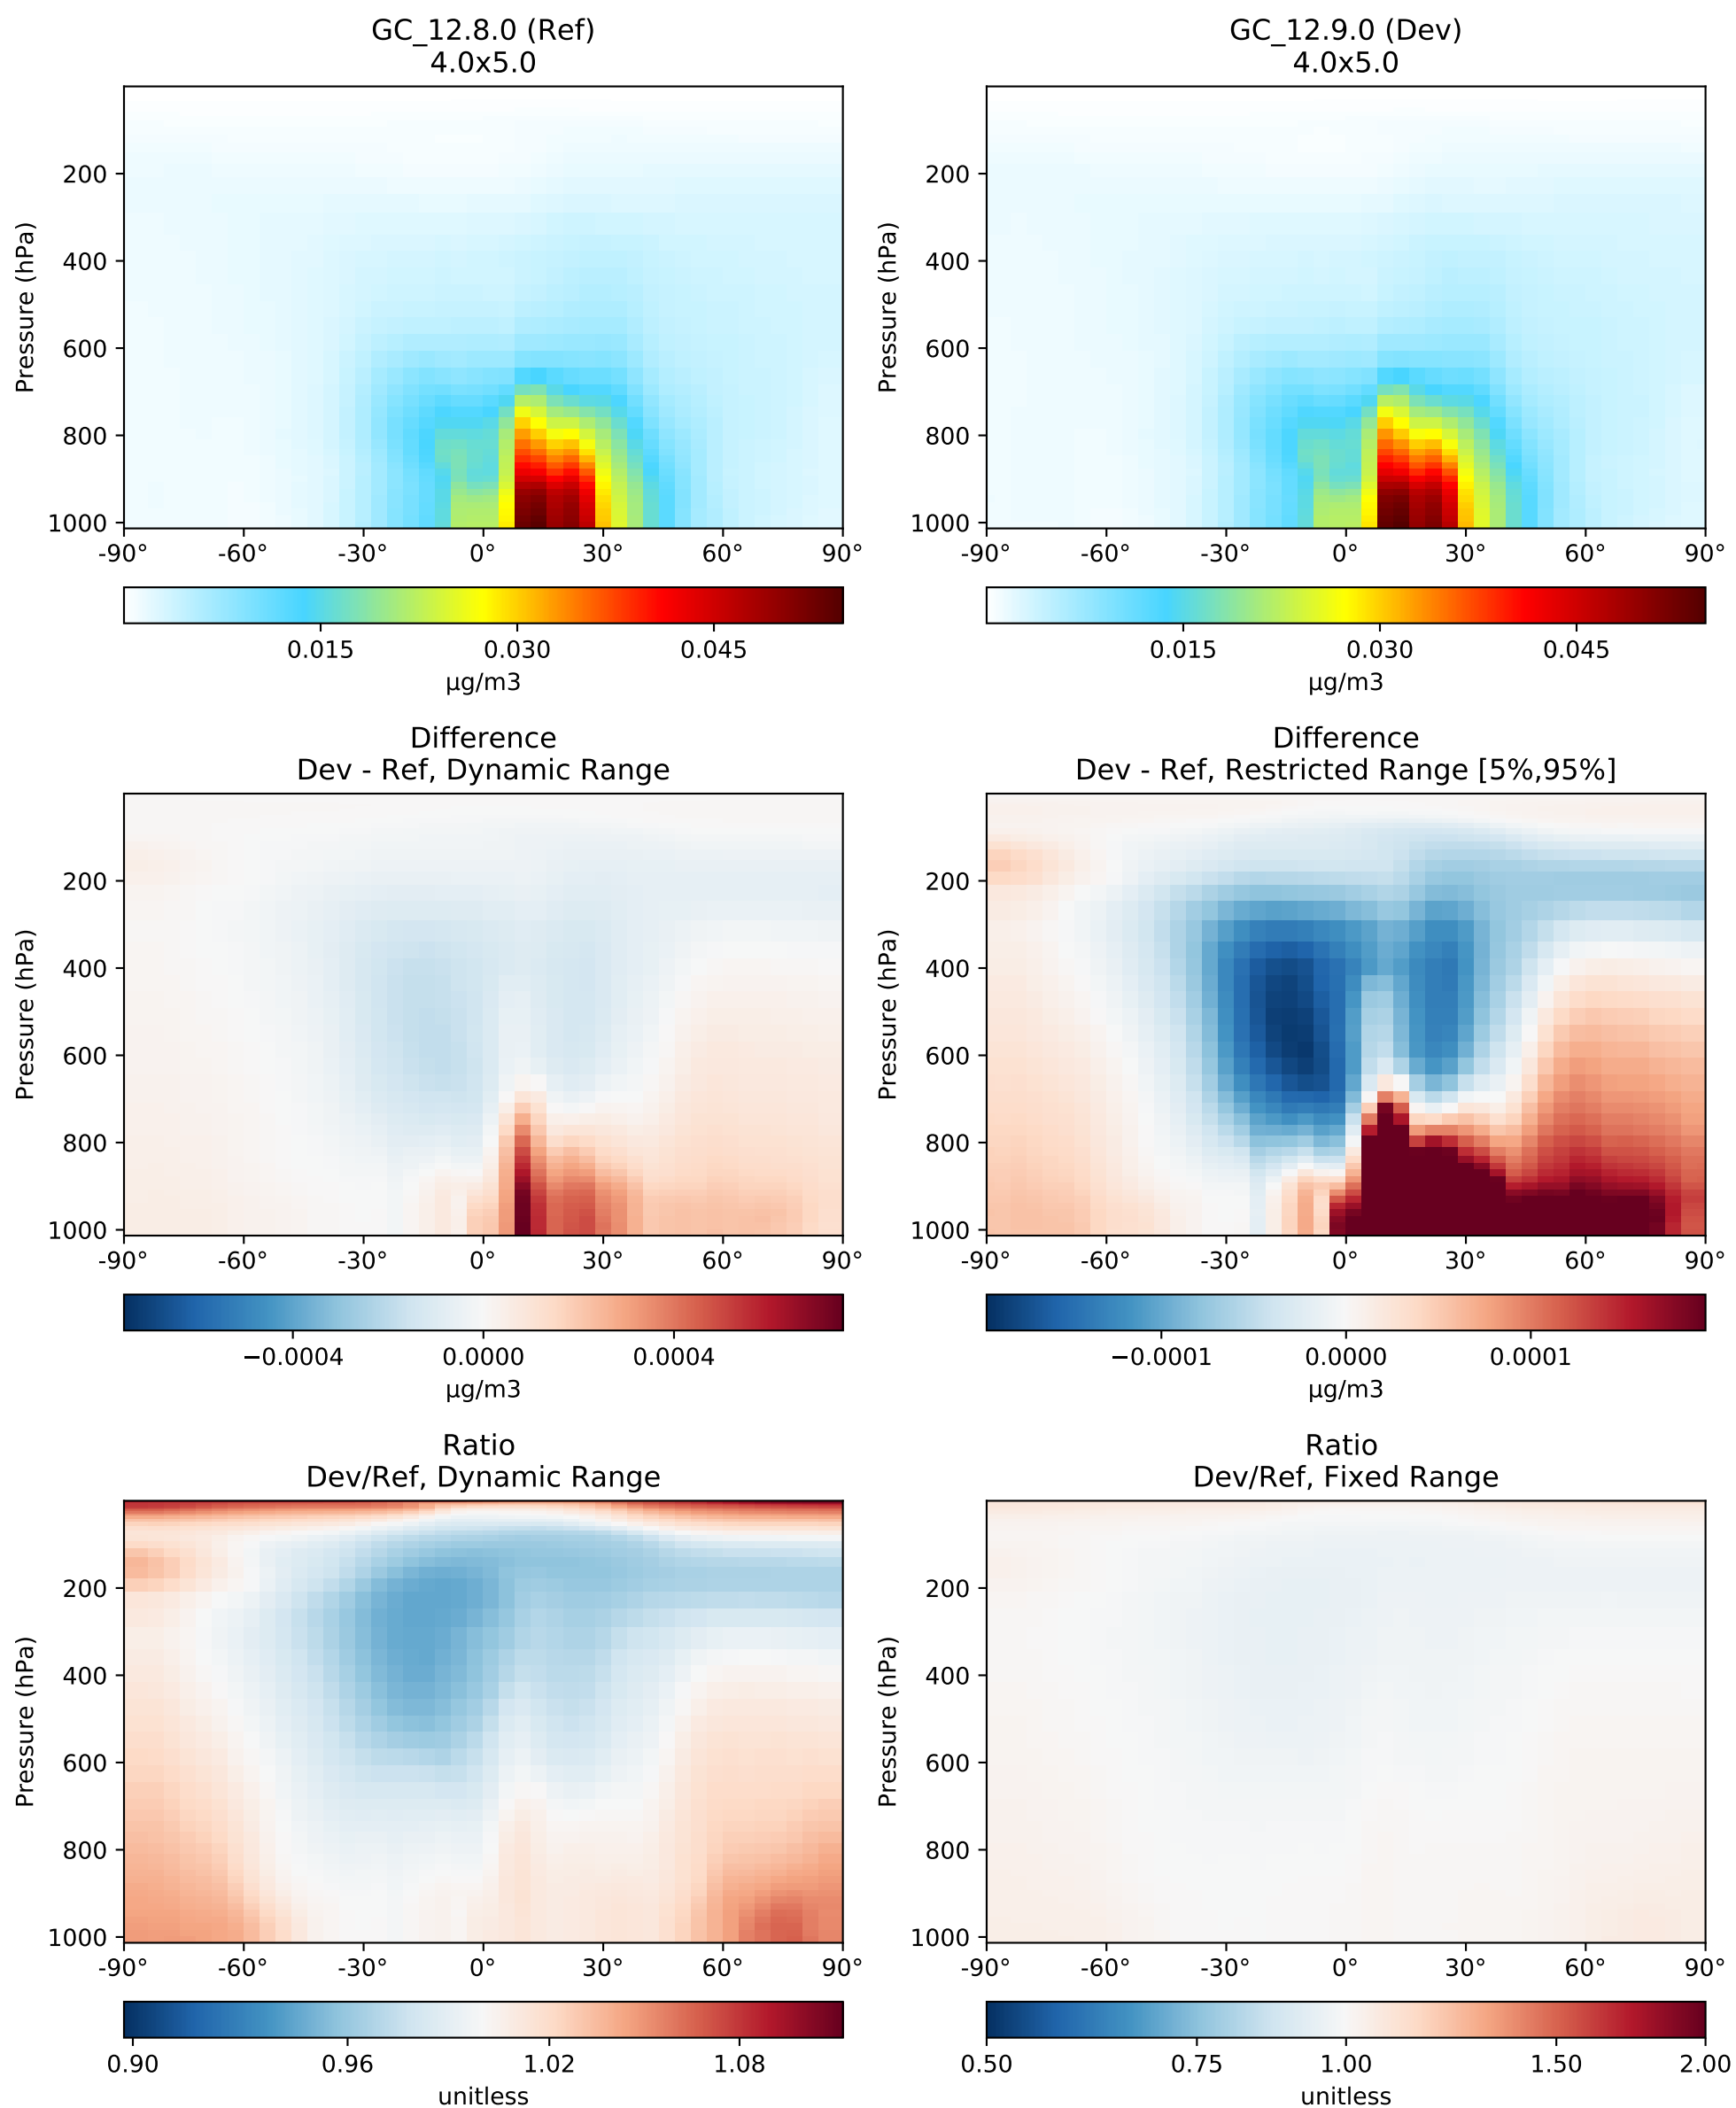 GC_12.8.0 (Ref)
4.0x5.0
Pressure (hPa)
200
400
600
800
1000
-90° -60° -30° 0° 30° 60° 90°
0.015 0.030 0.045
μg/m3
GC_12.9.0 (Dev)
4.0x5.0
Pressure (hPa)
200
400
600
800
1000
-90° -60° -30° 0° 30° 60° 90°
0.015 0.030 0.045
μg/m3
Difference
Dev - Ref, Dynamic Range
Pressure (hPa)
200
400
600
800
1000
-90° -60° -30° 0° 30° 60° 90°
−0.0004 0.0000 0.0004
μg/m3
Difference
Dev - Ref, Restricted Range [5%,95%]
Pressure (hPa)
200
400
600
800
1000
-90° -60° -30° 0° 30° 60° 90°
−0.0001 0.0000 0.0001
μg/m3
Ratio
Dev/Ref, Dynamic Range
Pressure (hPa)
200
400
600
800
1000
-90° -60° -30° 0° 30° 60° 90°
0.90 0.96 1.02 1.08
unitless
Ratio
Dev/Ref, Fixed Range
Pressure (hPa)
200
400
600
800
1000
-90° -60° -30° 0° 30° 60° 90°
0.50 0.75 1.00 1.50 2.00
unitless